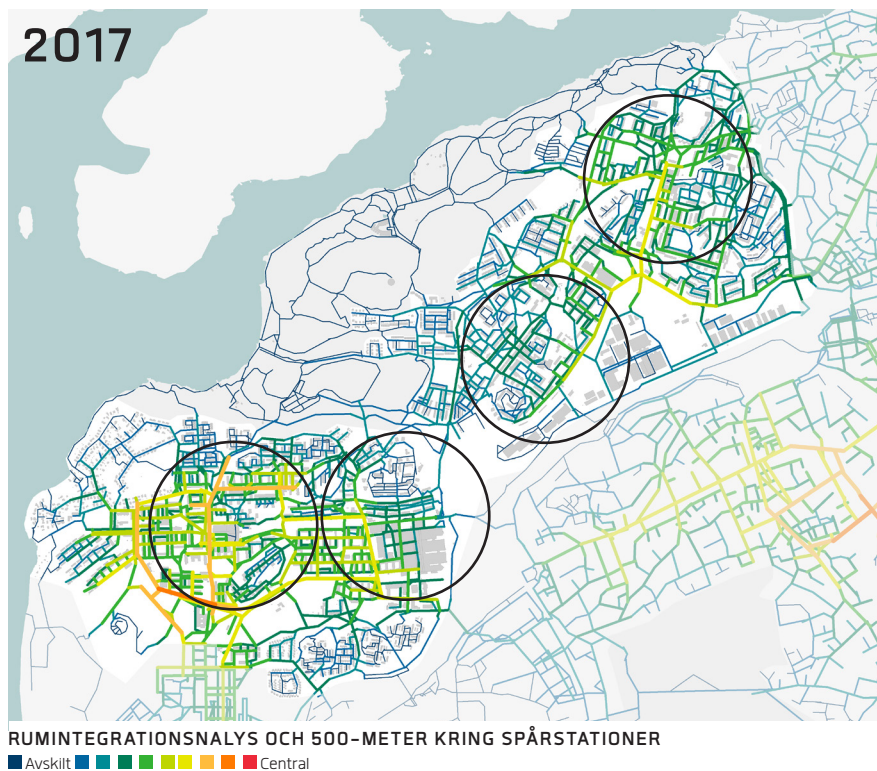 2017
RUMINTEGRATIONSNALYS OCH 500-METER KRING SPÅRSTATIONER
Avskilt Central